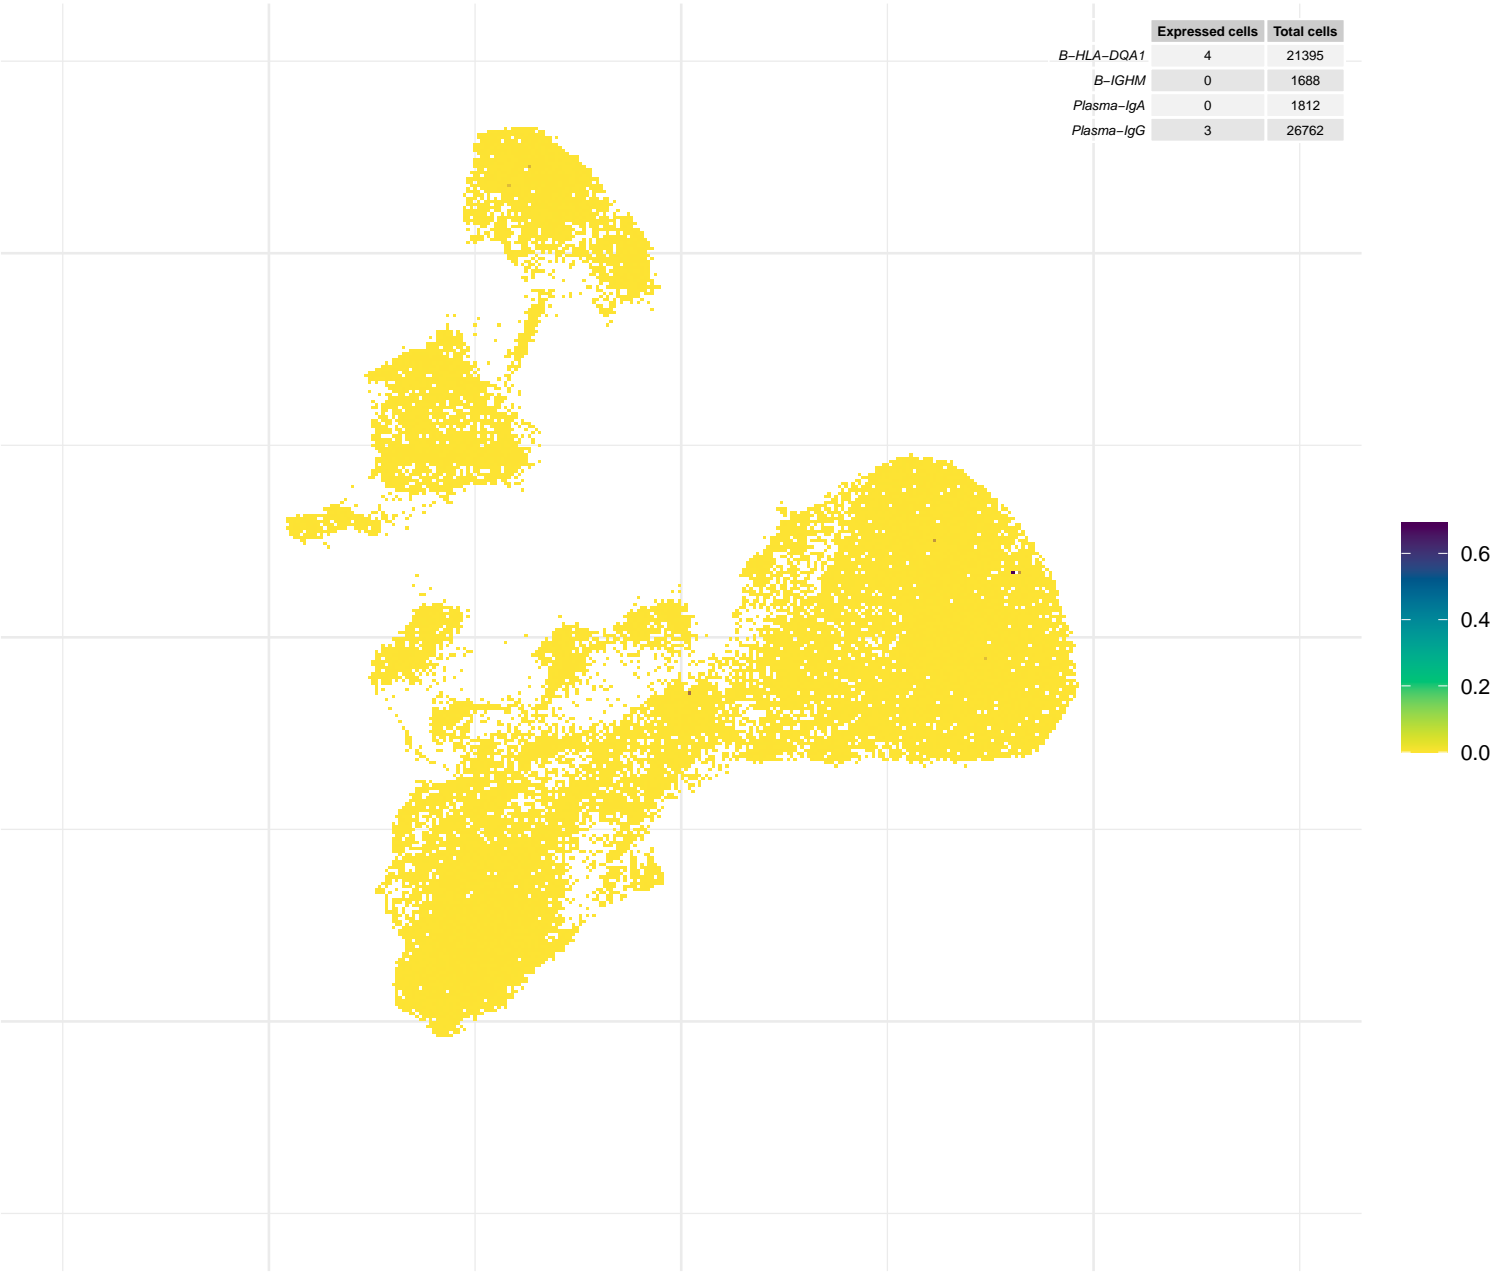 Expressed cells Total cells
B−HLA−DQA1 4 21395
B−IGHM 0 1688
Plasma−IgA 0 1812
Plasma−IgG 3 26762
0.6
0.4
0.2
0.0